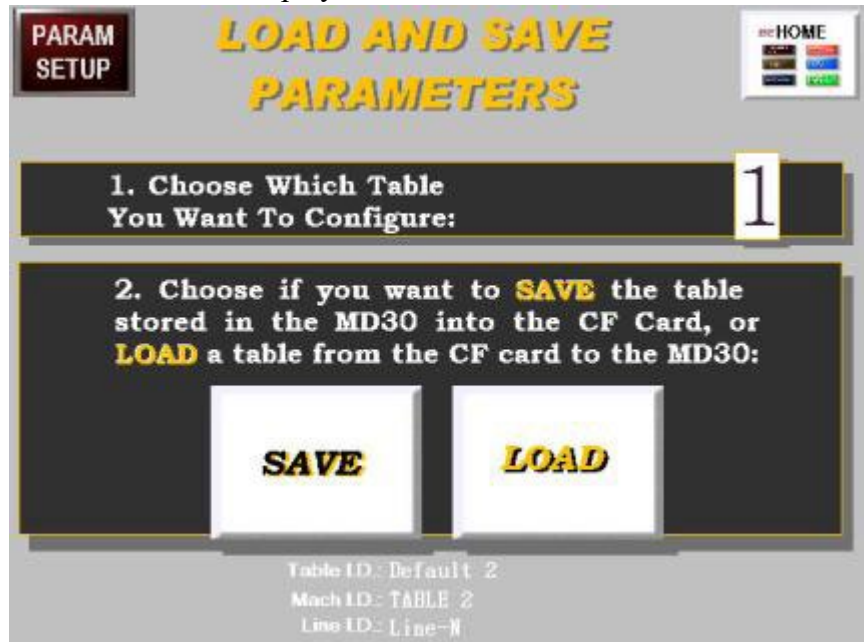 PARAM
SETUP
LOAD AND SAVE
PARAMETERS
HOME
1. Choose Which Table
You Want To Configure:
1
2. Choose if you want to SAVE the table
stored in the MD30 into the CF Card, or
LOAD a table from the CF card to the MD30:
SAVE
LOAD
Table I.D.: Default 2
Mach I.D.: TABLE 2
Line I.D.: Line-N